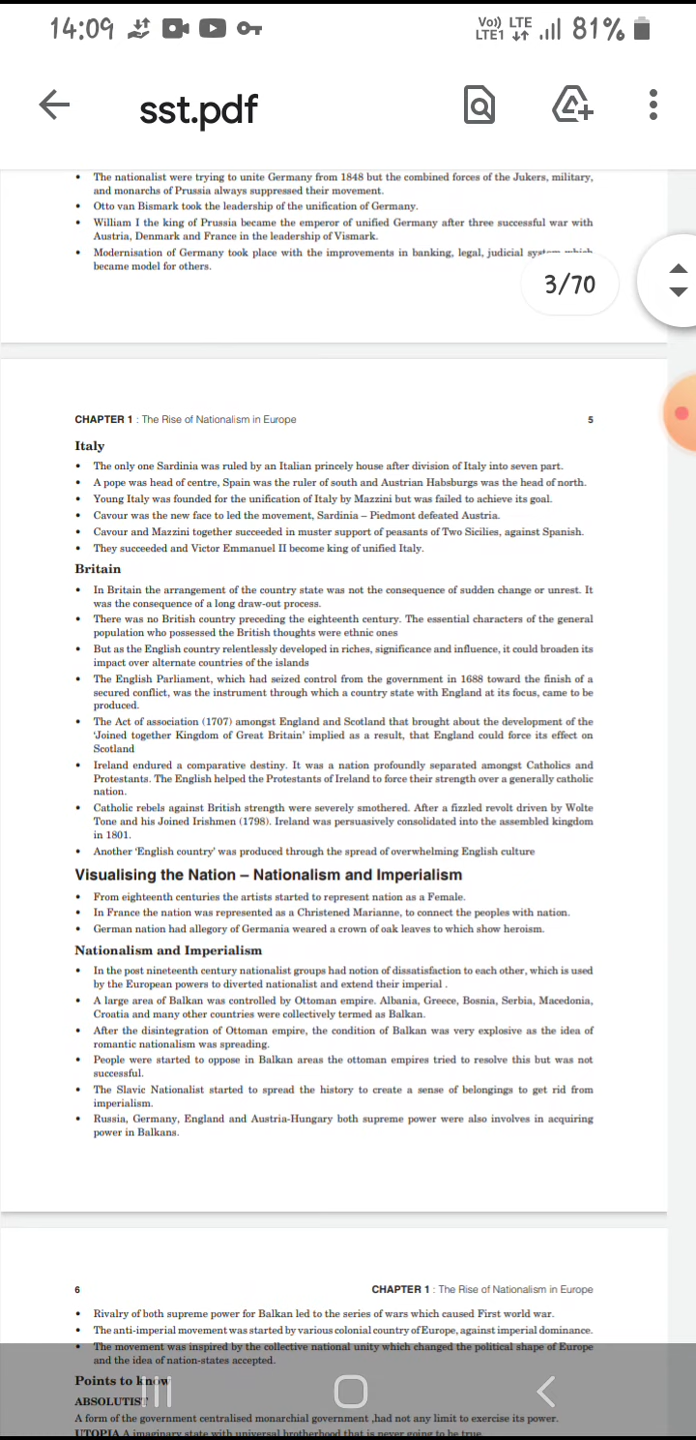 14:09
Vo)) LTE
LTE1
81%
sst.pdf
• The nationalist were trying to unite Germany from 1848 but the combined forces of the Jukers, military,
and monarchs of Prussia always suppressed their movement.
• Otto van Bismark took the leadership of the unification of Germany.
• William I the king of Prussia became the emperor of unified Germany after three successful war with
Austria, Denmark and France in the leadership of Vismark.
• Modernisation of Germany took place with the improvements in banking, legal, judicial system which
became model for others.
3/70
CHAPTER 1 : The Rise of Nationalism in Europe 5
Italy
• The only one Sardinia was ruled by an Italian princely house after division of Italy into seven part.
• A pope was head of centre, Spain was the ruler of south and Austrian Habsburgs was the head of north.
• Young Italy was founded for the unification of Italy by Mazzini but was failed to achieve its goal.
• Cavour was the new face to led the movement, Sardinia – Piedmont defeated Austria.
• Cavour and Mazzini together succeeded in muster support of peasants of Two Sicilies, against Spanish.
• They succeeded and Victor Emmanuel II become king of unified Italy.
Britain
• In Britain the arrangement of the country state was not the consequence of sudden change or unrest. It
was the consequence of a long draw-out process.
• There was no British country preceding the eighteenth century. The essential characters of the general
population who possessed the British thoughts were ethnic ones
• But as the English country relentlessly developed in riches, significance and influence, it could broaden its
impact over alternate countries of the islands
• The English Parliament, which had seized control from the government in 1688 toward the finish of a
secured conflict, was the instrument through which a country state with England at its focus, came to be
produced.
• The Act of association (1707) amongst England and Scotland that brought about the development of the
‘Joined together Kingdom of Great Britain’ implied as a result, that England could force its effect on
Scotland
• Ireland endured a comparative destiny. It was a nation profoundly separated amongst Catholics and
Protestants. The English helped the Protestants of Ireland to force their strength over a generally catholic
nation.
• Catholic rebels against British strength were severely smothered. After a fizzled revolt driven by Wolte
Tone and his Joined Irishmen (1798). Ireland was persuasively consolidated into the assembled kingdom
in 1801.
• Another ‘English country’ was produced through the spread of overwhelming English culture
Visualising the Nation – Nationalism and Imperialism
• From eighteenth centuries the artists started to represent nation as a Female.
• In France the nation was represented as a Christened Marianne, to connect the peoples with nation.
• German nation had allegory of Germania weared a crown of oak leaves to which show heroism.
Nationalism and Imperialism
• In the post nineteenth century nationalist groups had notion of dissatisfaction to each other, which is used
by the European powers to diverted nationalist and extend their imperial .
• A large area of Balkan was controlled by Ottoman empire. Albania, Greece, Bosnia, Serbia, Macedonia,
Croatia and many other countries were collectively termed as Balkan.
• After the disintegration of Ottoman empire, the condition of Balkan was very explosive as the idea of
romantic nationalism was spreading.
• People were started to oppose in Balkan areas the ottoman empires tried to resolve this but was not
successful.
• The Slavic Nationalist started to spread the history to create a sense of belongings to get rid from
imperialism.
• Russia, Germany, England and Austria-Hungary both supreme power were also involves in acquiring
power in Balkans.
6 CHAPTER 1 : The Rise of Nationalism in Europe
• Rivalry of both supreme power for Balkan led to the series of wars which caused First world war.
• The anti-imperial movement was started by various colonial country of Europe, against imperial dominance.
• The movement was inspired by the collective national unity which changed the political shape of Europe
and the idea of nation-states accepted.
Points to know
ABSOLUTIST
A form of the government centralised monarchial government ,had not any limit to exercise its power.
UTOPIA A imaginary state with universal brotherhood that is never going to be true